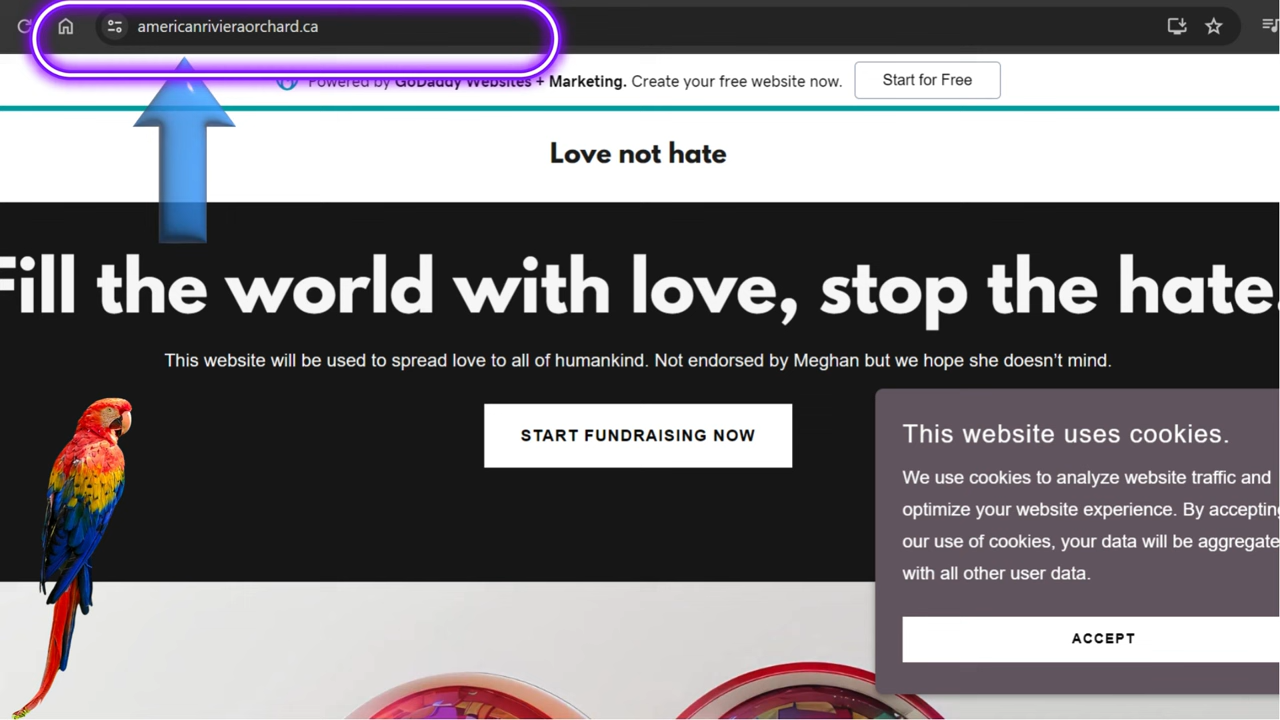 americanrivieraorchard.ca
Powered by GoDaddy Websites + Marketing. Create your free website now. Start for Free
Love not hate
Fill the world with love, stop the hate.
This website will be used to spread love to all of humankind. Not endorsed by Meghan but we hope she doesn’t mind.
START FUNDRAISING NOW
This website uses cookies.
We use cookies to analyze website traffic and
optimize your website experience. By accepting
our use of cookies, your data will be aggregate
with all other user data.
ACCEPT